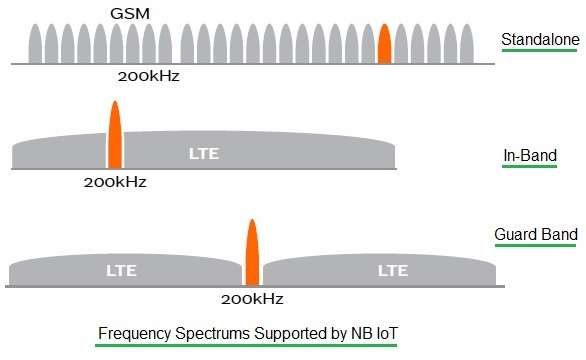 GSM
Standalone
200kHz
LTE
In-Band
200kHz
Guard Band
LTE
LTE
200kHz
Frequency Spectrums Supported by NB IoT